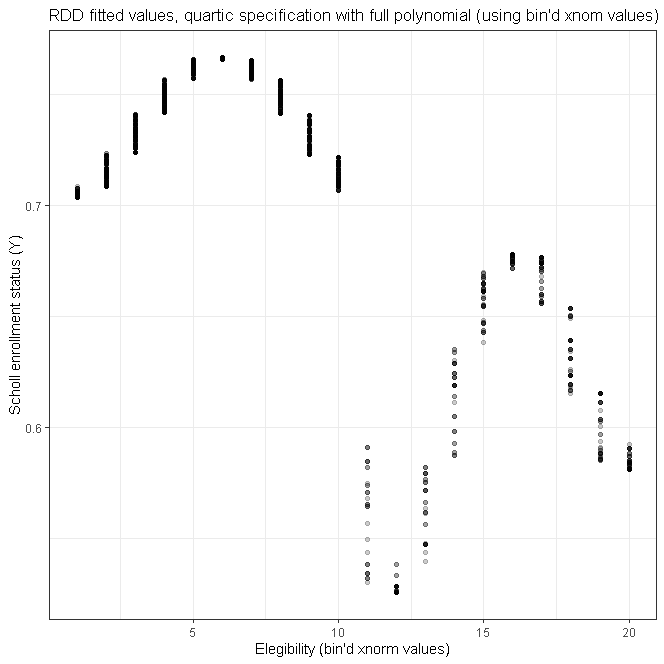 RDD fitted values, quartic specification with full polynomial (using bin'd xnom values)
Scholl enrollment status (Y)
0.7
0.6
5
10
15
20
Elegibility (bin'd xnorm values)